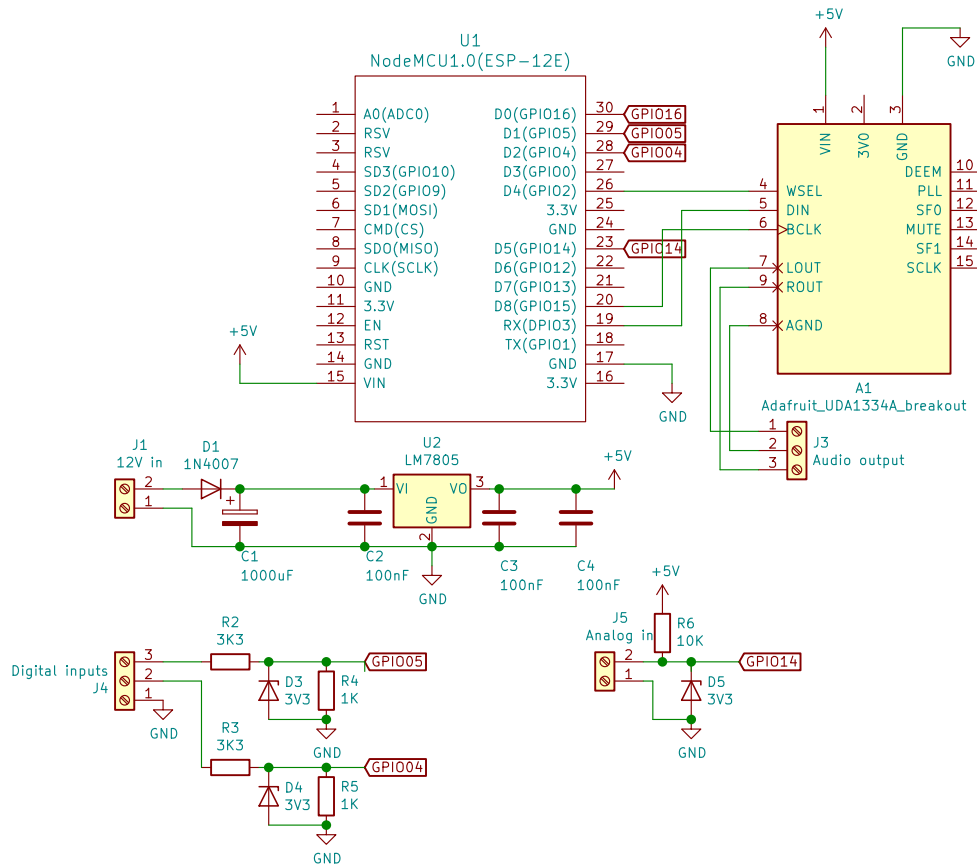 U1
NodeMCU1.0(ESP-12E)
1 A0(ADC0)
2 RSV
3 RSV
4 SD3(GPIO10)
5 SD2(GPIO9)
6 SD1(MOSI)
7 CMD(CS)
8 SDO(MISO)
9 CLK(SCLK)
10 GND
11 3.3V
12 EN
13 RST
14 GND
15 VIN
+5V
D0(GPIO16) 30 GPIO16
D1(GPIO5) 29 GPIO05
D2(GPIO4) 28 GPIO04
D3(GPIO0) 27
D4(GPIO2) 26
3.3V 25
GND 24
D5(GPIO14) 23 GPIO14
D6(GPIO12) 22
D7(GPIO13) 21
D8(GPIO15) 20
RX(DPIO3) 19
TX(GPIO1) 18
GND 17
3.3V 16
GND
+5V
GND
1 VIN
2 3V0
3 GND
4 WSEL
5 DIN
6 BCLK
7 LOUT
9 ROUT
8 AGND
DEEM 10
PLL 11
SF0 12
MUTE 13
SF1 14
SCLK 15
A1
Adafruit_UDA1334A_breakout
1
2
3
J3
Audio output
J1
12V in
2
1
D1
1N4007
+
C1
1000uF
C2
100nF
U2
LM7805
1 VI
VO 3
GND
2
GND
C3
100nF
C4
100nF
+5V
Digital inputs
J4
3
2
1
GND
R2
3K3
D3
3V3
R4
1K
GPIO05
GND
R3
3K3
D4
3V3
R5
1K
GPIO04
GND
J5
Analog in
2
1
+5V
R6
10K
GPIO14
D5
3V3
GND